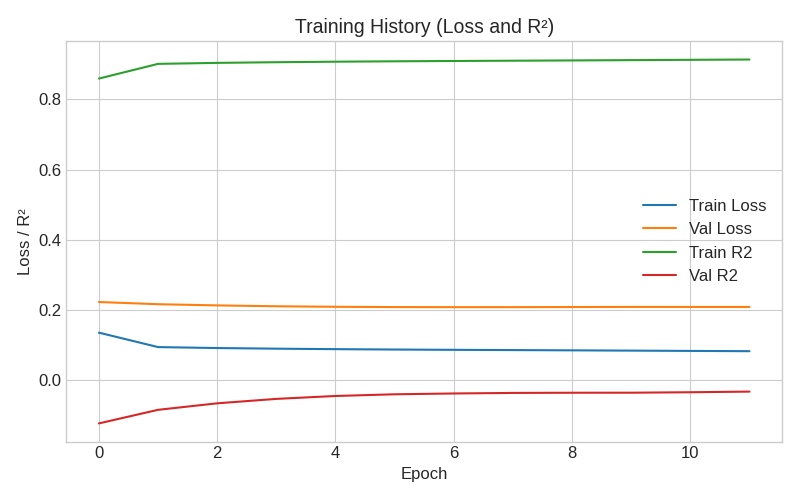 Training History (Loss and R²)
Loss / R²
0.8
0.6
0.4
0.2
0.0
Train Loss
Val Loss
Train R2
Val R2
0 2 4 6 8 10
Epoch